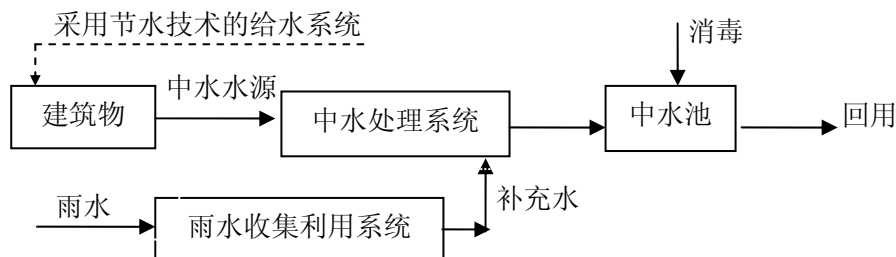 采用节水技术的给水系统
消毒
建筑物
中水水源
中水处理系统
中水池
回用
雨水
雨水收集利用系统
补充水